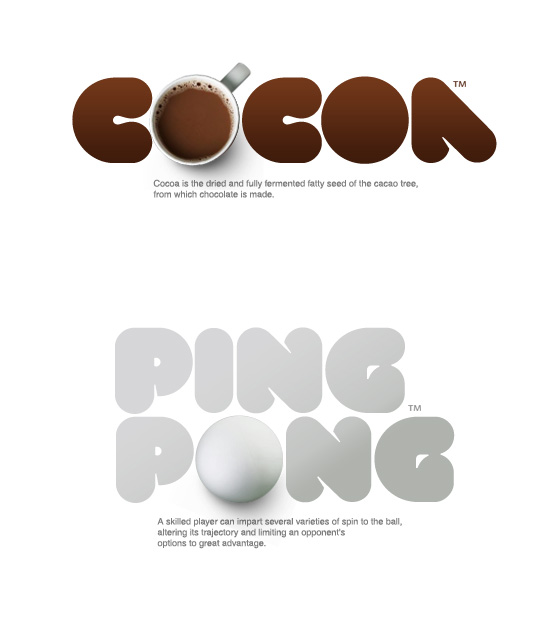 COCOA™
Cocoa is the dried and fully fermented fatty seed of the cacao tree,
from which chocolate is made.
PING
PONG™
A skilled player can impart several varieties of spin to the ball,
altering its trajectory and limiting an opponent's
options to great advantage.